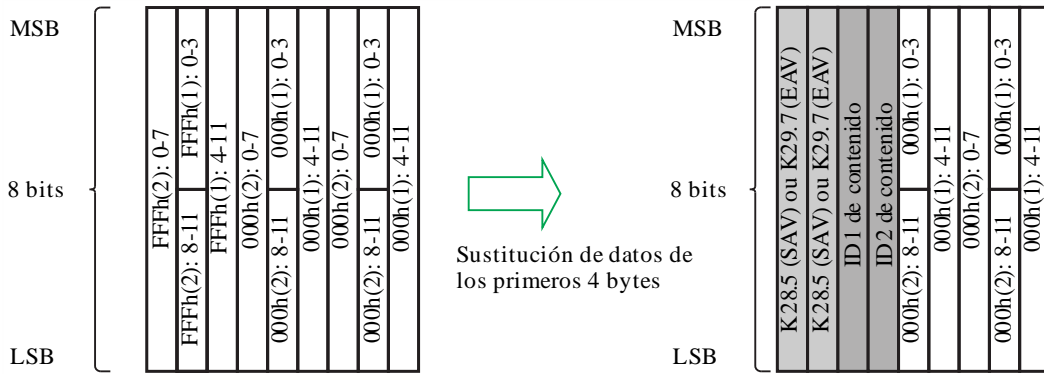 MSB
8 bits
LSB
FFFh(2): 0-7
FFFh(1): 0-3
FFFh(2): 8-11
FFFh(1): 4-11
000h(2): 0-7
000h(1): 0-3
000h(2): 8-11
000h(1): 4-11
000h(2): 0-7
000h(1): 0-3
000h(2): 8-11
000h(1): 4-11
Sustitución de datos de
los primeros 4 bytes
MSB
8 bits
LSB
K28.5 (SAV) ou K29.7 (EAV)
K28.5 (SAV) ou K29.7 (EAV)
ID1 de contenido
ID2 de contenido
000h(1): 0-3
000h(2): 8-11
000h(1): 4-11
000h(2): 0-7
000h(1): 0-3
000h(2): 8-11
000h(1): 4-11